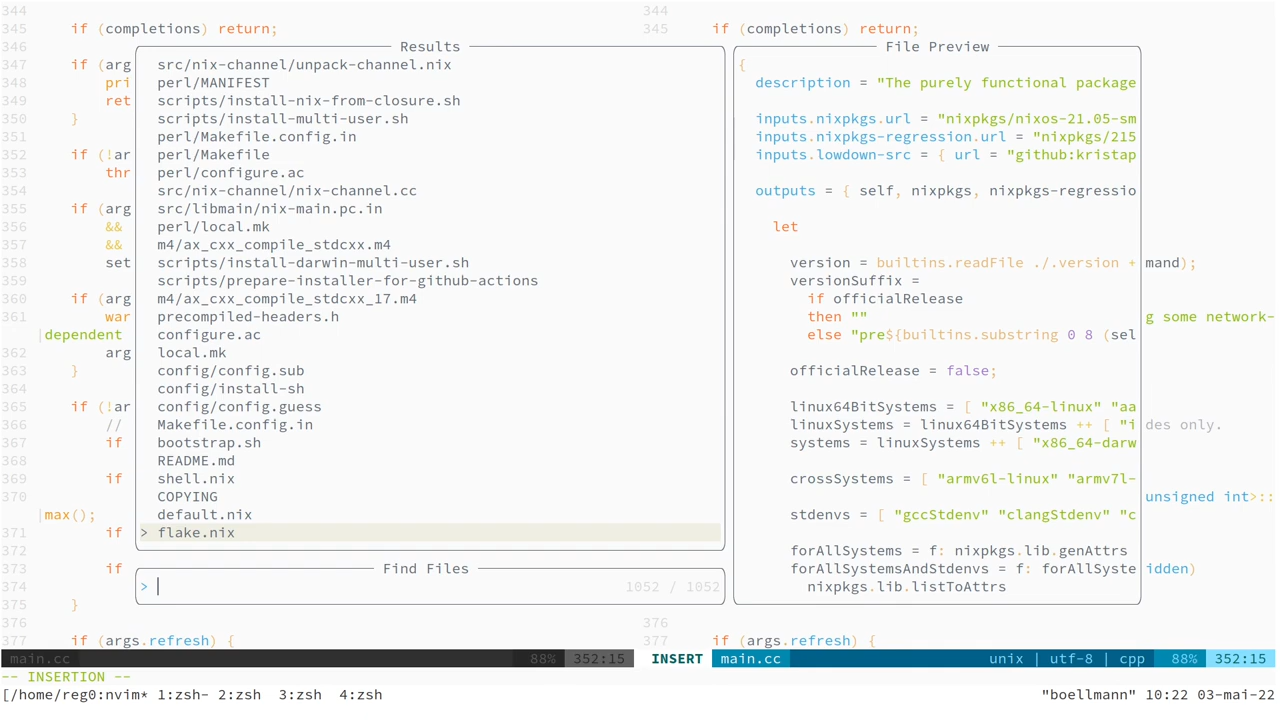 344 344
345 if (completions) return; 345 if (completions) return;
346 Results File Preview
347 if (arg src/nix-channel/unpack-channel.nix {
348 pri perl/MANIFEST description = "The purely functional package
349 ret scripts/install-nix-from-closure.sh
350 } scripts/install-multi-user.sh inputs.nixpkgs.url = "nixpkgs/nixos-21.05-sm
351 perl/Makefile.config.in inputs.nixpkgs-regression.url = "nixpkgs/215
352 if (!ar perl/Makefile inputs.lowdown-src = { url = "github:kristap
353 thr perl/configure.ac
354 src/nix-channel/nix-channel.cc outputs = { self, nixpkgs, nixpkgs-regressio
355 if (arg src/libmain/nix-main.pc.in
356 && perl/local.mk let
357 && m4/ax_cxx_compile_stdcxx.m4
358 set scripts/install-darwin-multi-user.sh version = builtins.readFile ./.version + mand);
359 scripts/prepare-installer-for-github-actions versionSuffix =
360 if (arg m4/ax_cxx_compile_stdcxx_17.m4 if officialRelease
361 war precompiled-headers.h then "" g some network-
|dependent configure.ac else "pre${builtins.substring 0 8 (sel
362 arg local.mk
363 } config/config.sub officialRelease = false;
364 config/install-sh
365 if (!ar config/config.guess linux64BitSystems = [ "x86_64-linux" "aa
366 // Makefile.config.in linuxSystems = linux64BitSystems ++ [ "i des only.
367 if bootstrap.sh systems = linuxSystems ++ [ "x86_64-darw
368 README.md
369 if shell.nix crossSystems = [ "armv6l-linux" "armv7l-
370 COPYING unsigned int>::
|max(); default.nix stdenvs = [ "gccStdenv" "clangStdenv" "c
371 if > flake.nix
372 forAllSystems = f: nixpkgs.lib.genAttrs
373 if Find Files forAllSystemsAndStdenvs = f: forAllSyste idden)
374 > 1052 / 1052 nixpkgs.lib.listToAttrs
375 }
376 376
377 if (args.refresh) { 377 if (args.refresh) {
main.cc 88% 352:15 INSERT main.cc unix | utf-8 | cpp 88% 352:15
-- INSERTION --
[/home/reg0:nvim* 1:zsh- 2:zsh 3:zsh 4:zsh "boellmann" 10:22 03-mai-22